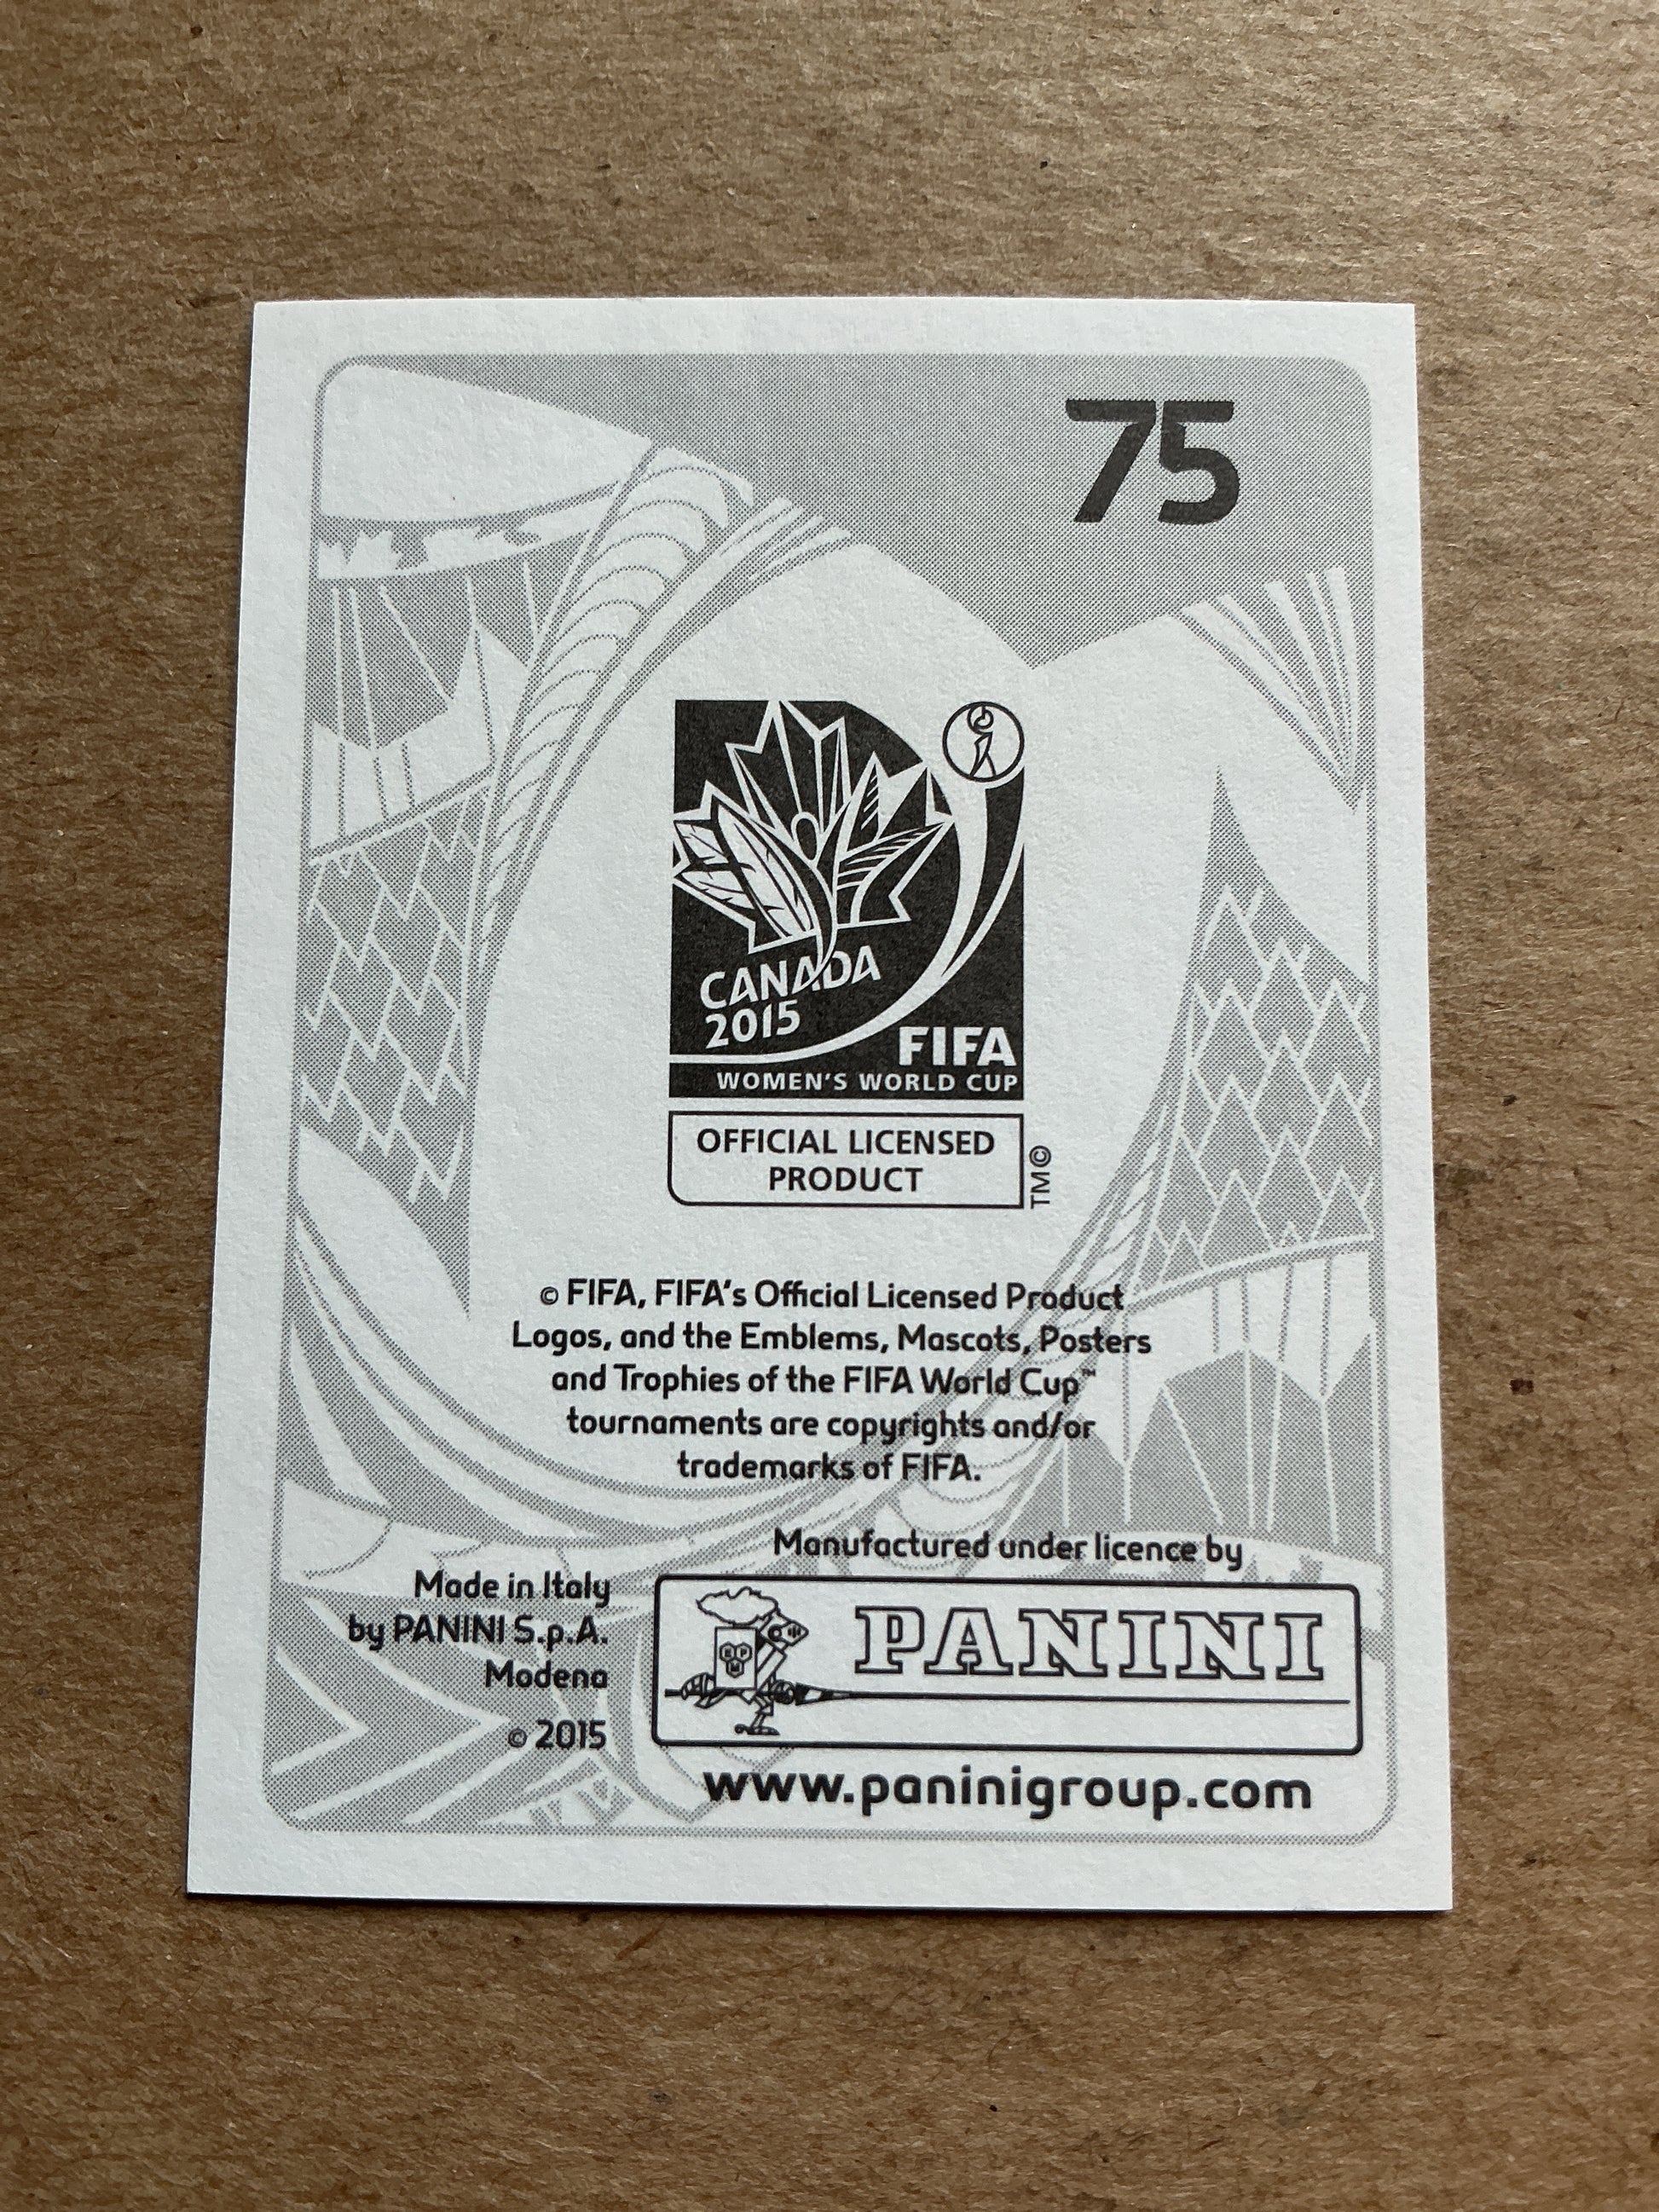 75
CANADA
2015
FIFA
WOMEN'S WORLD CUP
OFFICIAL LICENSED
PRODUCT
TM©
© FIFA, FIFA's Official Licensed Product
Logos, and the Emblems, Mascots, Posters
and Trophies of the FIFA World Cup™
tournaments are copyrights and/or
trademarks of FIFA.
Manufactured under licence by
Made in Italy
by PANINI S.p.A.
Modena
© 2015
EPM
PANINI
www.paninigroup.com